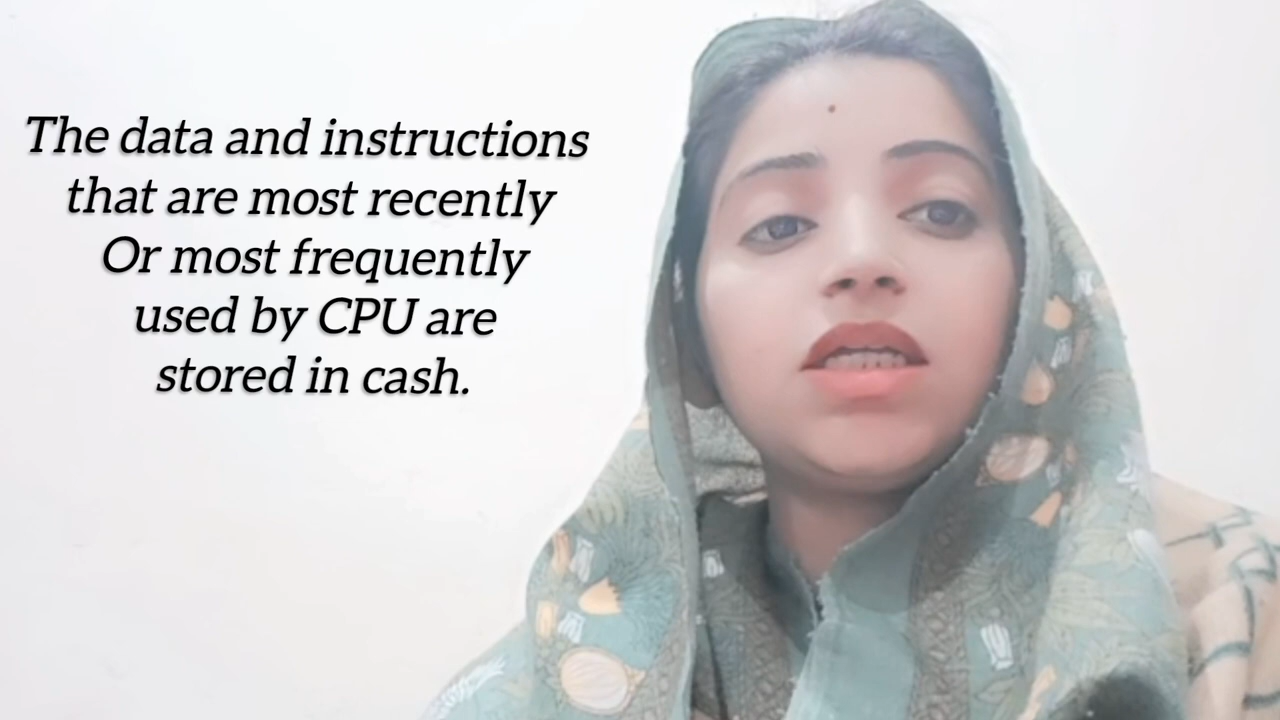 The data and instructions
that are most recently
Or most frequently
used by CPU are
stored in cash.